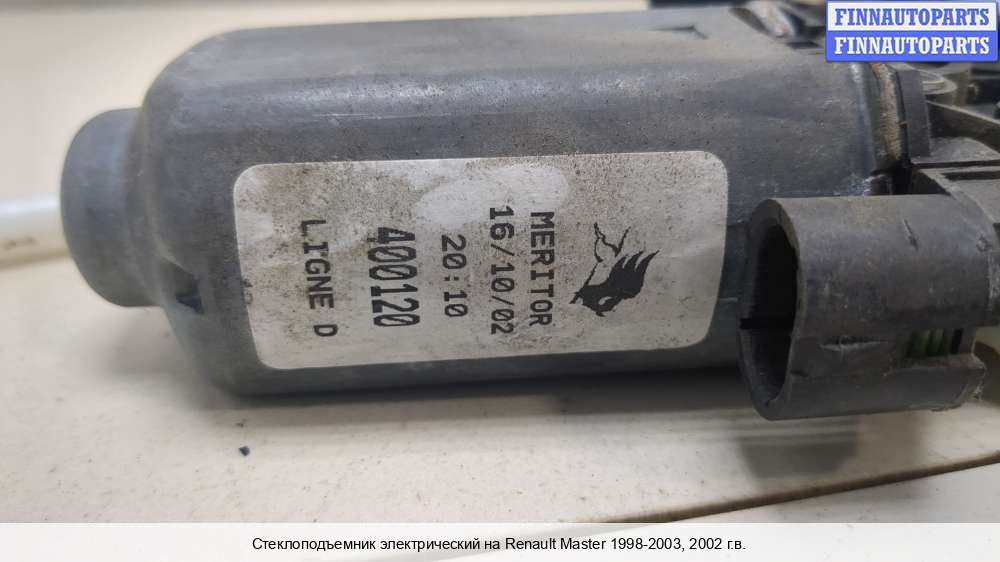 FINNAUTOPARTS
FINNAUTOPARTS
MERITOR
16/10/02
20:10
400120
LIGNE D
Стеклоподъемник электрический на Renault Master 1998-2003, 2002 г.в.